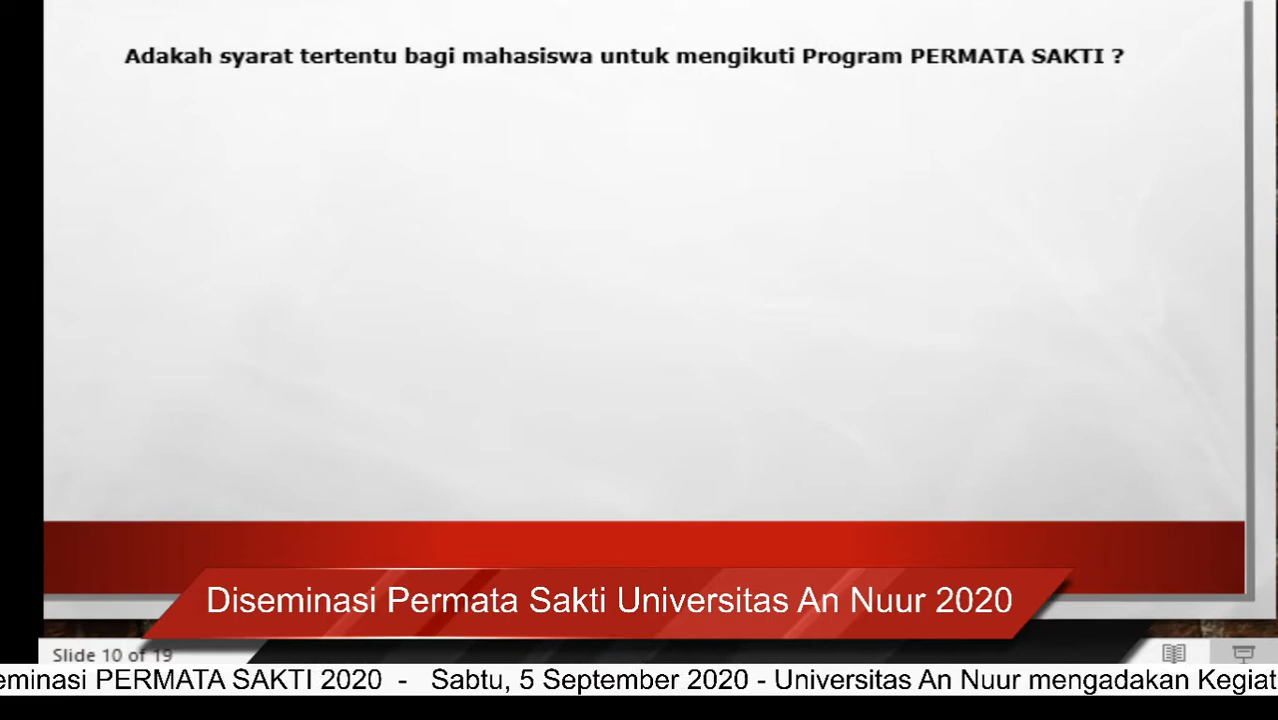 Adakah syarat tertentu bagi mahasiswa untuk mengikuti Program PERMATA SAKTI ?
Diseminasi Permata Sakti Universitas An Nuur 2020
Slide 10 of 19
eminasi PERMATA SAKTI 2020 - Sabtu, 5 September 2020 - Universitas An Nuur mengadakan Kegiat